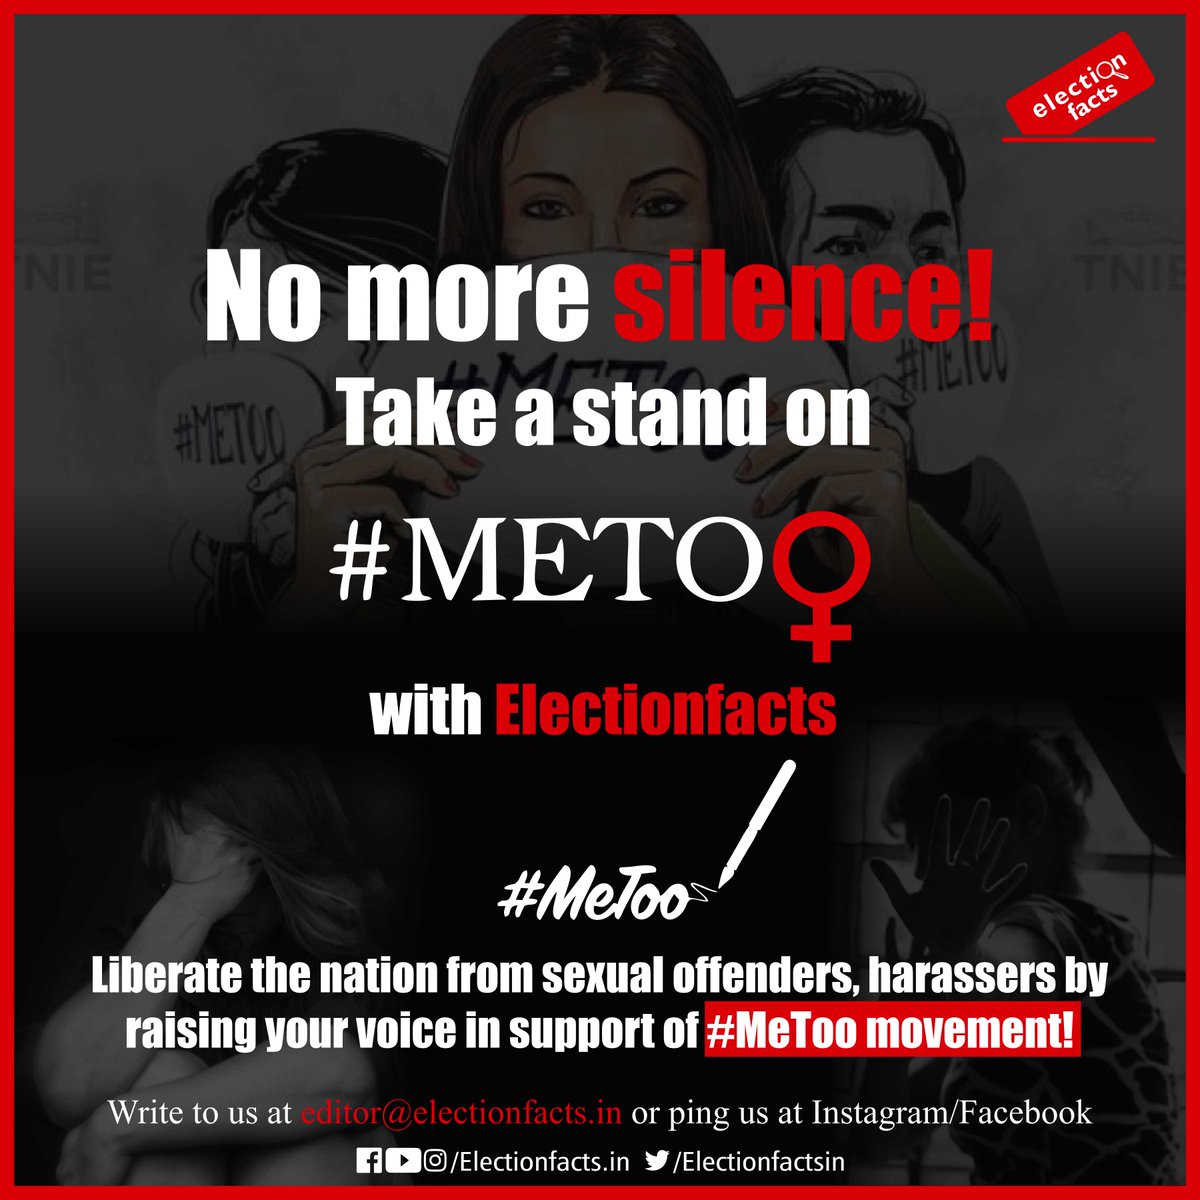 election
facts
TNIE
TNIE
No more silence!
#METOO
#METOO
#METOO
Take a stand on
#METOO
with Electionfacts
#MeToo
Liberate the nation from sexual offenders, harassers by
raising your voice in support of #MeToo movement!
Write to us at editor@electionfacts.in or ping us at Instagram/Facebook
/Electionfacts.in /Electionfactsin